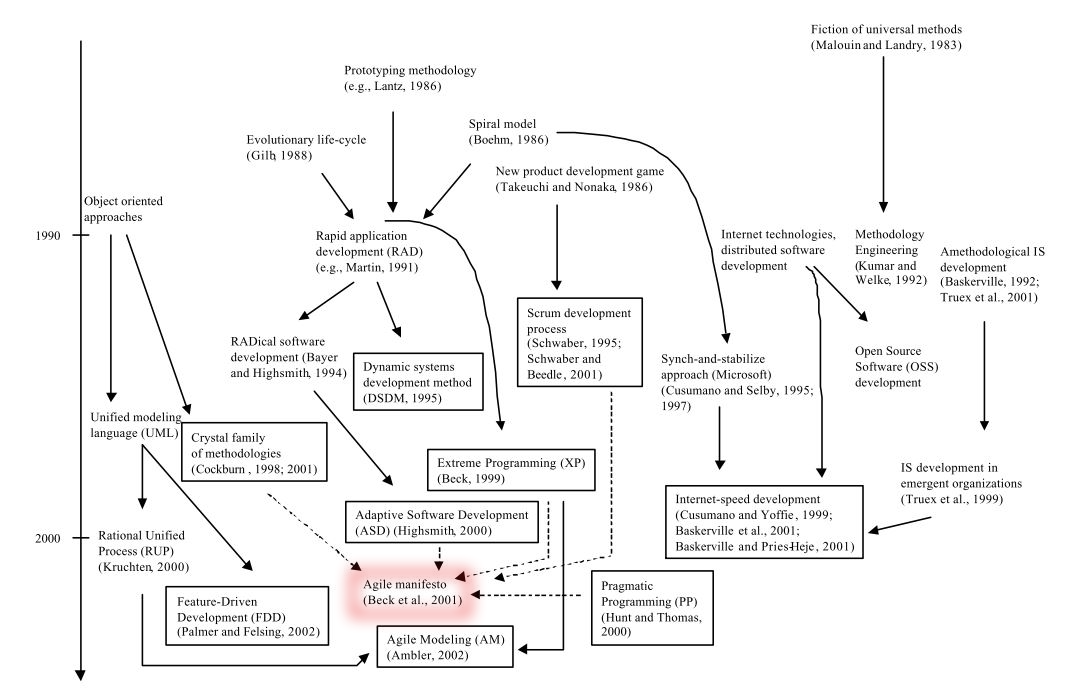 Fiction of universal methods
(Malouin and Landry, 1983)
Prototyping methodology
(e.g., Lantz, 1986)
Spiral model
(Boehm, 1986)
Evolutionary life-cycle
(Gilb, 1988)
New product development game
(Takeuchi and Nonaka, 1986)
Object oriented
approaches
1990
Rapid application
development (RAD)
(e.g., Martin, 1991)
Internet technologies,
distributed software
development
Methodology
Engineering
(Kumar and
Welke, 1992)
Amethodological IS
development
(Baskerville, 1992;
Truex et al., 2001)
Scrum development
process
(Schwaber, 1995;
Schwaber and
Beedle, 2001)
RADical software
development (Bayer
and Highsmith, 1994)
Dynamic systems
development method
(DSDM, 1995)
Synch-and-stabilize
approach (Microsoft)
(Cusumano and Selby, 1995;
1997)
Open Source
Software (OSS)
development
Unified modeling
language (UML)
Crystal family
of methodologies
(Cockburn, 1998; 2001)
Extreme Programming (XP)
(Beck, 1999)
IS development in
emergent organizations
(Truex et al., 1999)
Adaptive Software Development
(ASD) (Highsmith, 2000)
Internet-speed development
(Cusumano and Yoffie, 1999;
Baskerville et al., 2001;
Baskerville and Pries-Heje, 2001)
2000
Rational Unified
Process (RUP)
(Kruchten, 2000)
Agile manifesto
(Beck et al., 2001)
Pragmatic
Programming (PP)
(Hunt and Thomas,
2000)
Feature-Driven
Development (FDD)
(Palmer and Felsing, 2002)
Agile Modeling (AM)
(Ambler, 2002)